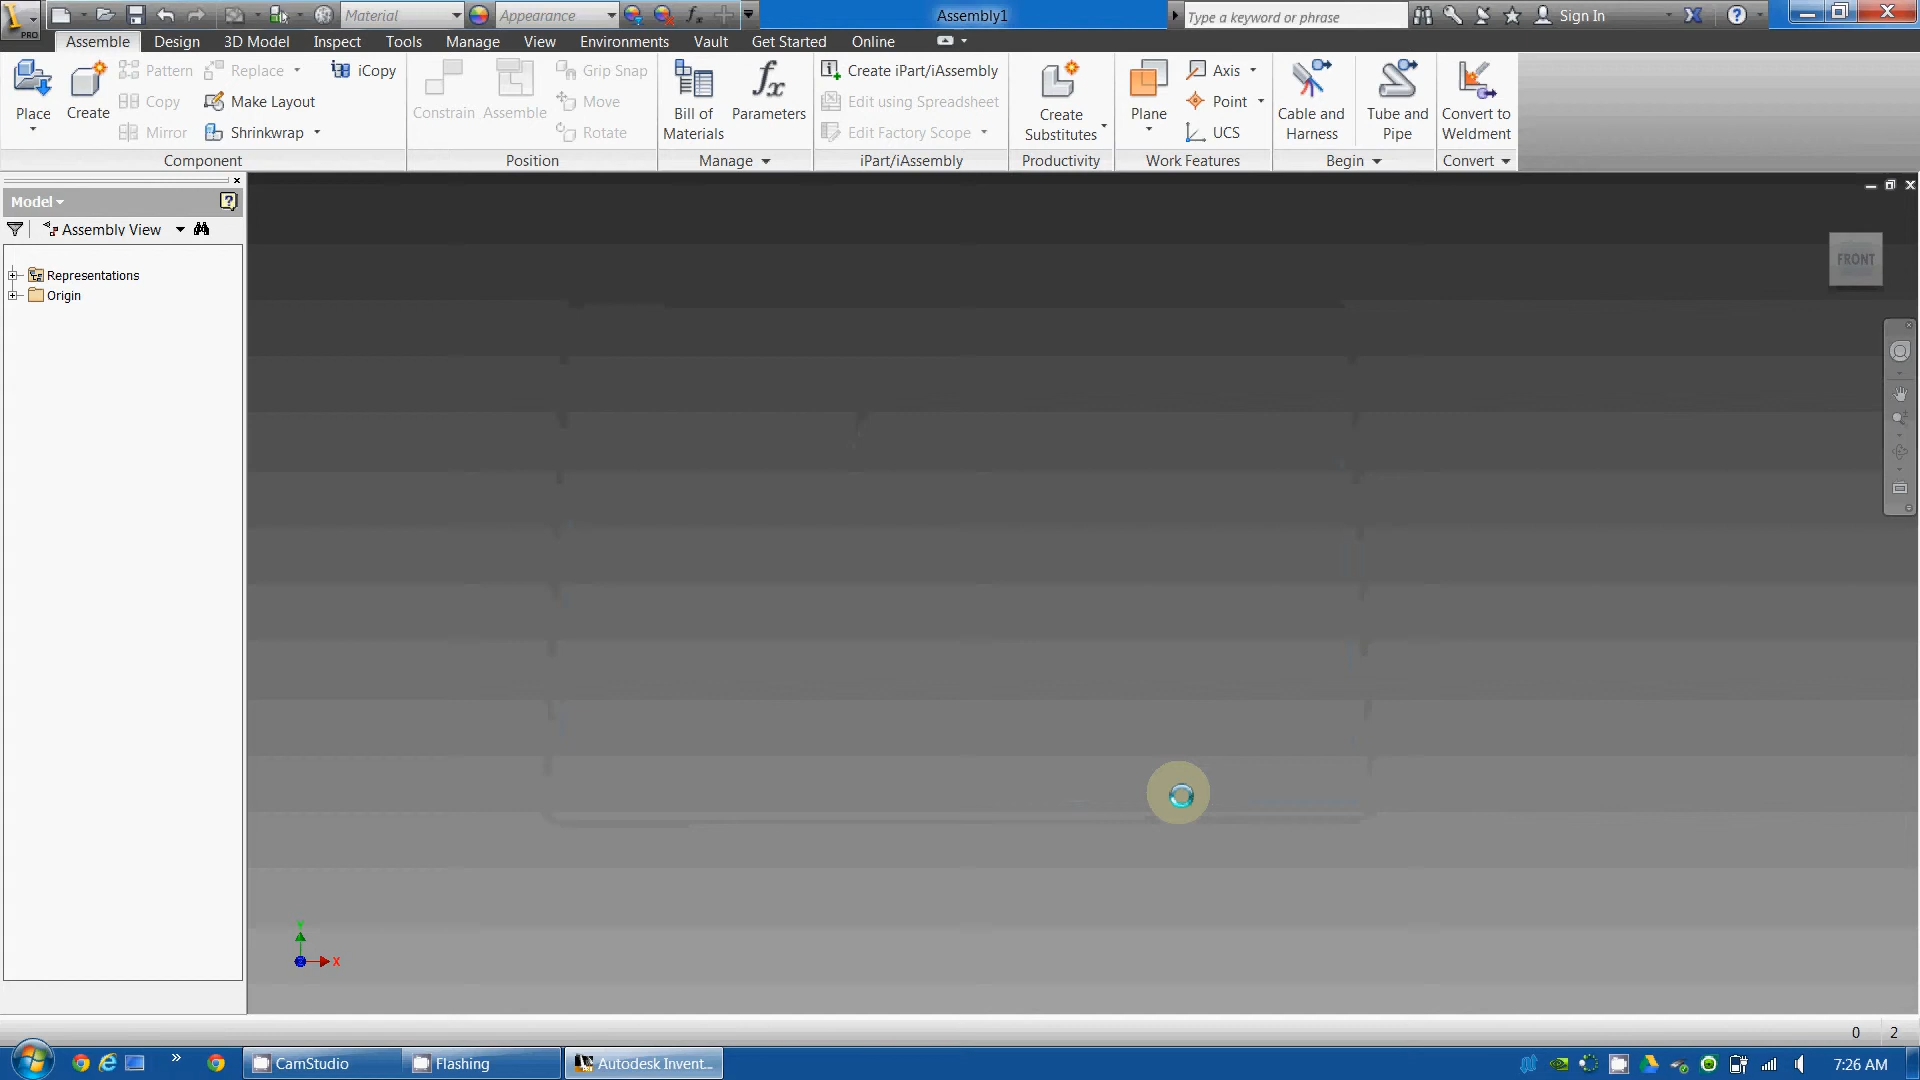 PRO
Material
Appearance
Assembly1
Type a keyword or phrase
Sign In
Assemble Design 3D Model Inspect Tools Manage View Environments Vault Get Started Online
Place
Create
Pattern
Copy
Mirror
Replace
Make Layout
Shrinkwrap
iCopy
Component
Constrain
Assemble
Grip Snap
Move
Rotate
Position
Bill of
Materials
Parameters
Manage
Create iPart/iAssembly
Edit using Spreadsheet
Edit Factory Scope
iPart/iAssembly
Create
Substitutes
Productivity
Plane
Axis
Point
UCS
Work Features
Cable and
Harness
Tube and
Pipe
Begin
Convert to
Weldment
Convert
Model
Assembly View
Representations
Origin
FRONT
Y
X
0 2
CamStudio
Flashing
Autodesk Invent...
7:26 AM